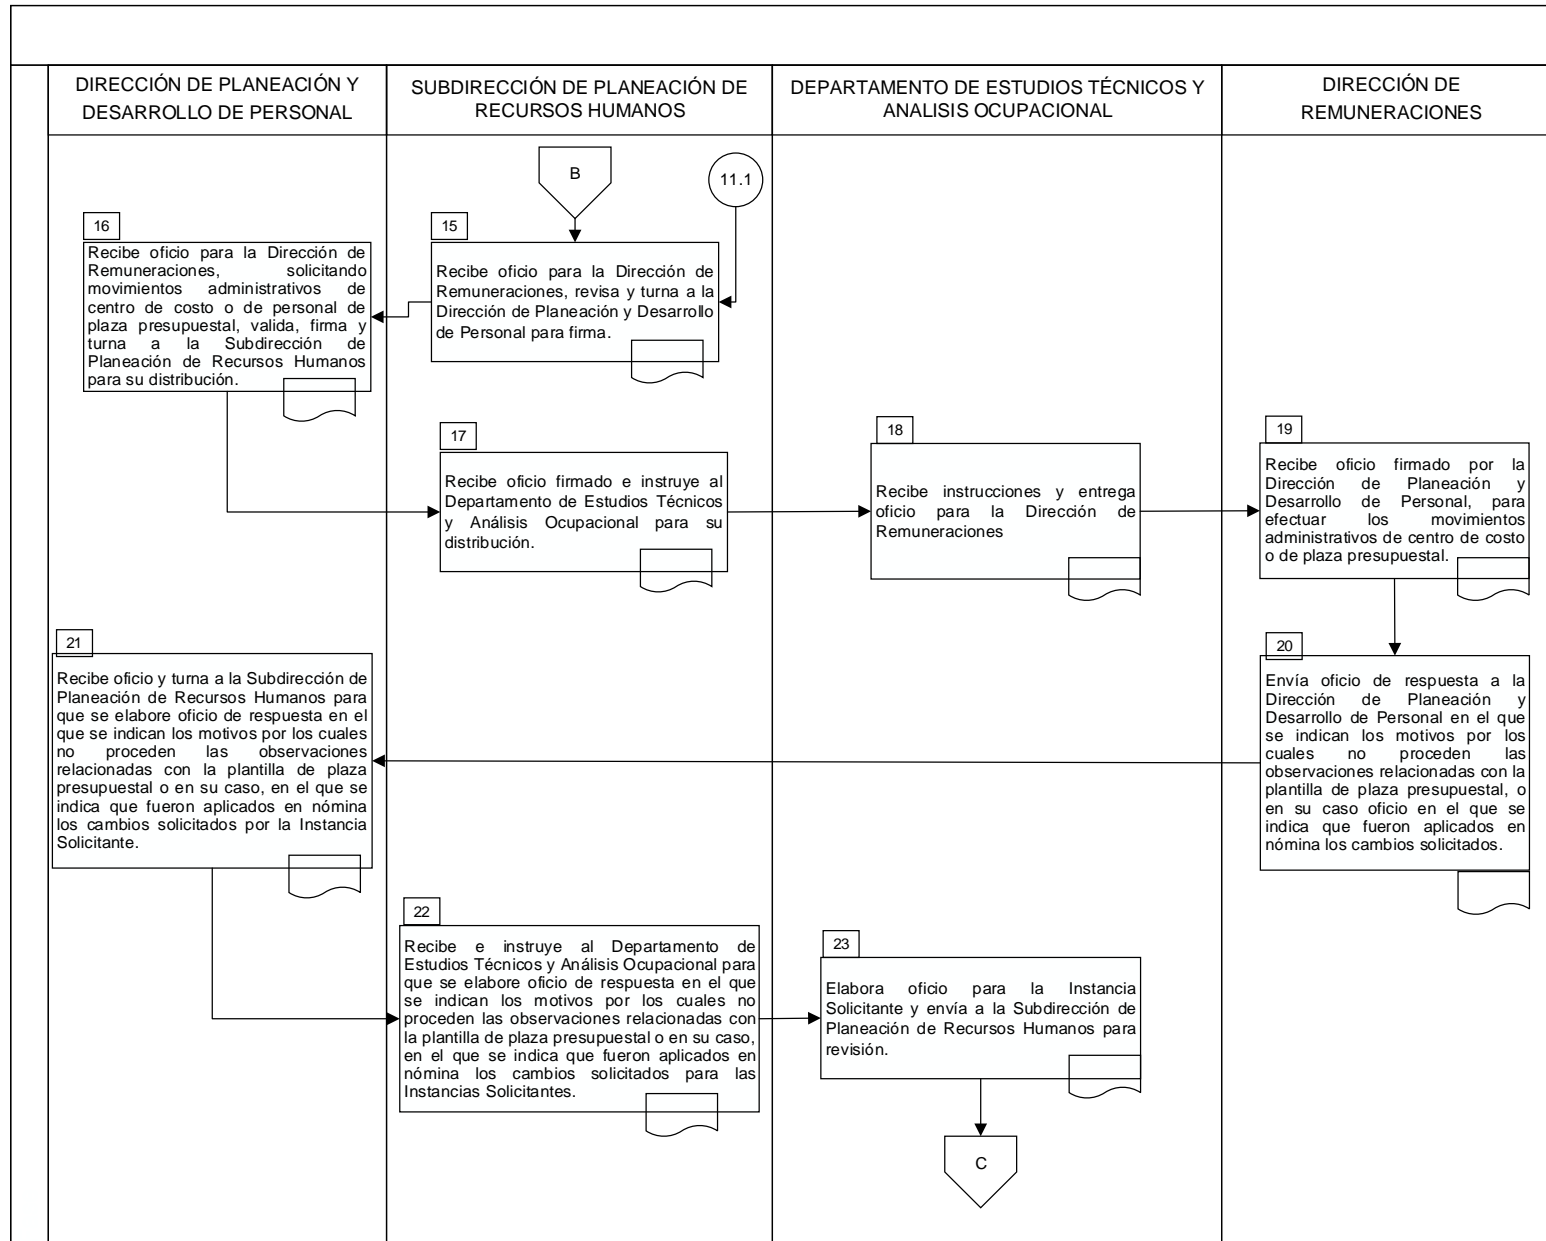 DIRECCIÓN DE PLANEACIÓN Y
DESARROLLO DE PERSONAL
SUBDIRECCIÓN DE PLANEACIÓN DE
RECURSOS HUMANOS
DEPARTAMENTO DE ESTUDIOS TÉCNICOS Y
ANALISIS OCUPACIONAL
DIRECCIÓN DE
REMUNERACIONES
B
11.1
15
Recibe oficio para la Dirección de
Remuneraciones, revisa y turna a la
Dirección de Planeación y Desarrollo
de Personal para firma.
16
Recibe oficio para la Dirección de
Remuneraciones, solicitando
movimientos administrativos de
centro de costo o de personal de
plaza presupuestal, valida, firma y
turna a la Subdirección de
Planeación de Recursos Humanos
para su distribución.
17
Recibe oficio firmado e instruye al
Departamento de Estudios Técnicos
y Análisis Ocupacional para su
distribución.
18
Recibe instrucciones y entrega
oficio para la Dirección de
Remuneraciones
19
Recibe oficio firmado por la
Dirección de Planeación y
Desarrollo de Personal, para
efectuar los movimientos
administrativos de centro de costo
o de plaza presupuestal.
20
Envía oficio de respuesta a la
Dirección de Planeación y
Desarrollo de Personal en el que
se indican los motivos por los
cuales no proceden las
observaciones relacionadas con la
plantilla de plaza presupuestal, o
en su caso oficio en el que se
indica que fueron aplicados en
nómina los cambios solicitados.
21
Recibe oficio y turna a la Subdirección de
Planeación de Recursos Humanos para
que se elabore oficio de respuesta en el
que se indican los motivos por los cuales
no proceden las observaciones
relacionadas con la plantilla de plaza
presupuestal o en su caso, en el que se
indica que fueron aplicados en nómina
los cambios solicitados por la Instancia
Solicitante.
22
Recibe e instruye al Departamento de
Estudios Técnicos y Análisis Ocupacional para
que se elabore oficio de respuesta en el que
se indican los motivos por los cuales no
proceden las observaciones relacionadas con
la plantilla de plaza presupuestal o en su caso,
en el que se indica que fueron aplicados en
nómina los cambios solicitados para las
Instancias Solicitantes.
23
Elabora oficio para la Instancia
Solicitante y envía a la Subdirección de
Planeación de Recursos Humanos para
revisión.
C